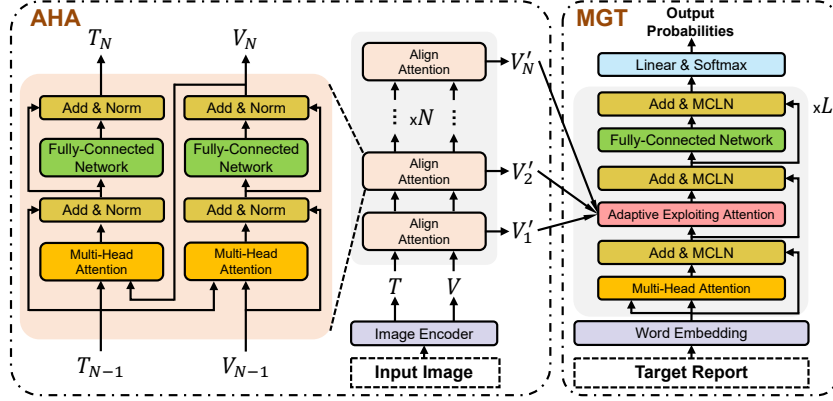 AHA
T_N
V_N
Add & Norm
Add & Norm
Fully-Connected
Network
Fully-Connected
Network
Add & Norm
Add & Norm
Multi-Head
Attention
Multi-Head
Attention
T_{N-1}
V_{N-1}
Align
Attention
V'_N
×N
Align
Attention
V'_2
Align
Attention
V'_1
T
V
Image Encoder
Input Image
MGT
Output
Probabilities
Linear & Softmax
×L
Add & MCLN
Fully-Connected Network
Add & MCLN
Adaptive Exploiting Attention
Add & MCLN
Multi-Head Attention
Word Embedding
Target Report